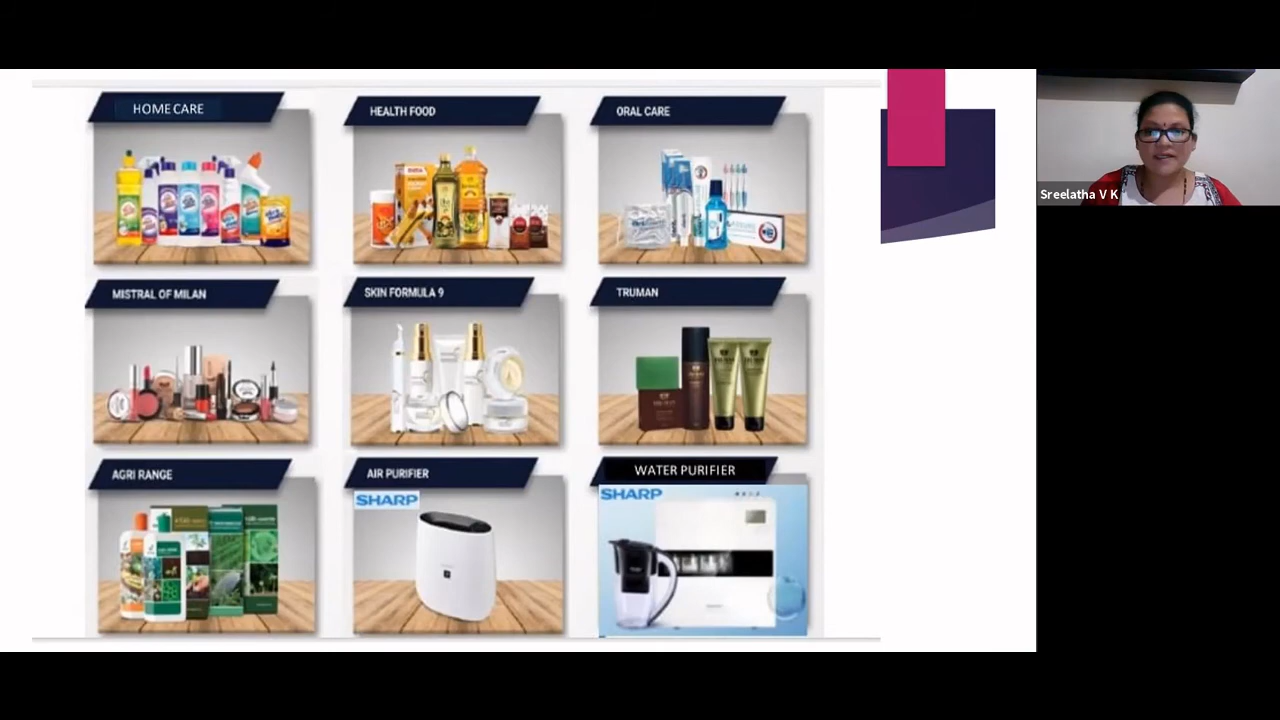 HOME CARE
HEALTH FOOD
ORAL CARE
Sreelatha V K
MISTRAL OF MILAN
SKIN FORMULA 9
TRUMAN
AGRI RANGE
AIR PURIFIER
WATER PURIFIER
SHARP
SHARP